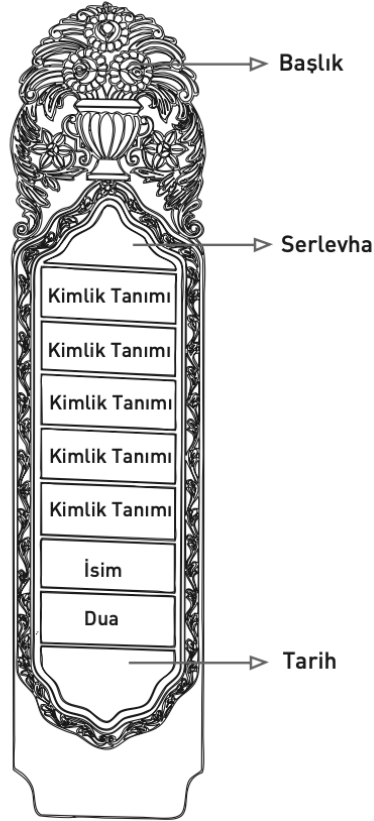 Başlık
Serlevha
Kimlik Tanımı
Kimlik Tanımı
Kimlik Tanımı
Kimlik Tanımı
Kimlik Tanımı
İsim
Dua
Tarih